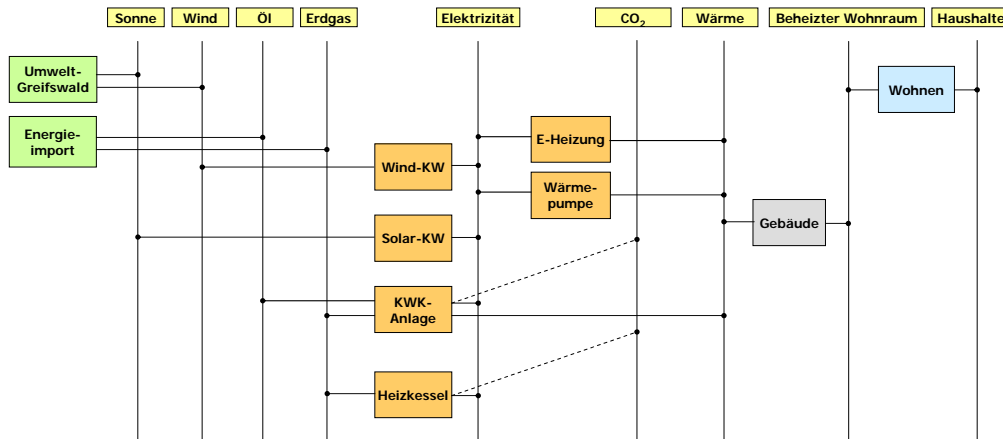 Sonne
Wind
Öl
Erdgas
Elektrizität
CO₂
Wärme
Beheizter Wohnraum
Haushalte
Umwelt-
Greifswald
Wohnen
Energie-
import
E-Heizung
Wind-KW
Wärme-
pumpe
Gebäude
Solar-KW
KWK-
Anlage
Heizkessel